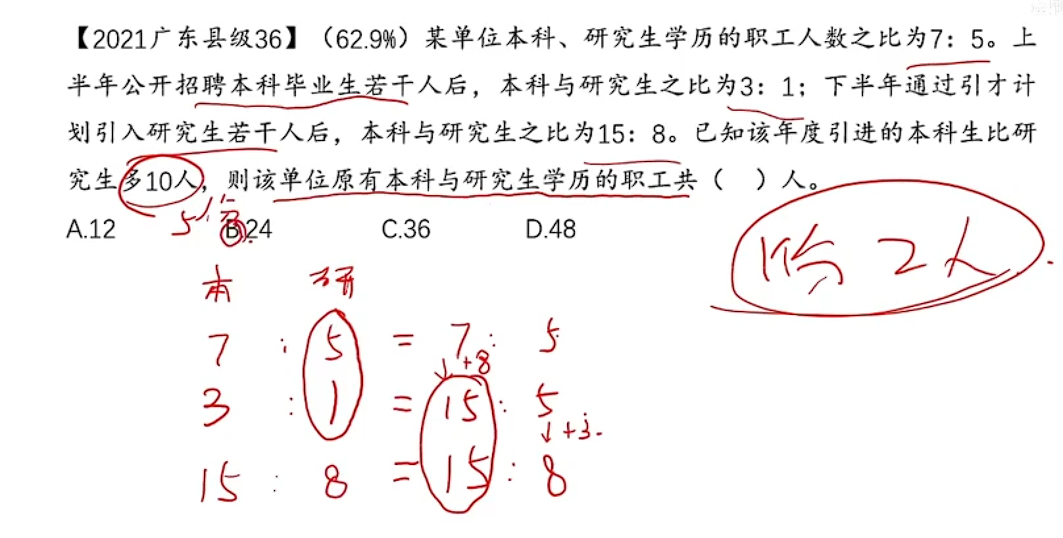 【2021广东县级36】（62.9%）某单位本科、研究生学历的职工人数之比为7：5。上
半年公开招聘本科毕业生若干人后，本科与研究生之比为3：1；下半年通过引才计
划引入研究生若干人后，本科与研究生之比为15：8。已知该年度引进的本科生比研
究生多10人，则该单位原有本科与研究生学历的职工共（ ）人。
5份
A.12 B.24 C.36 D.48
1份 2人
本 研
7 : 5 = 7 : 5
↓+8
3 : 1 = 15 : 5
↓+3.
15 : 8 = 15 : 8